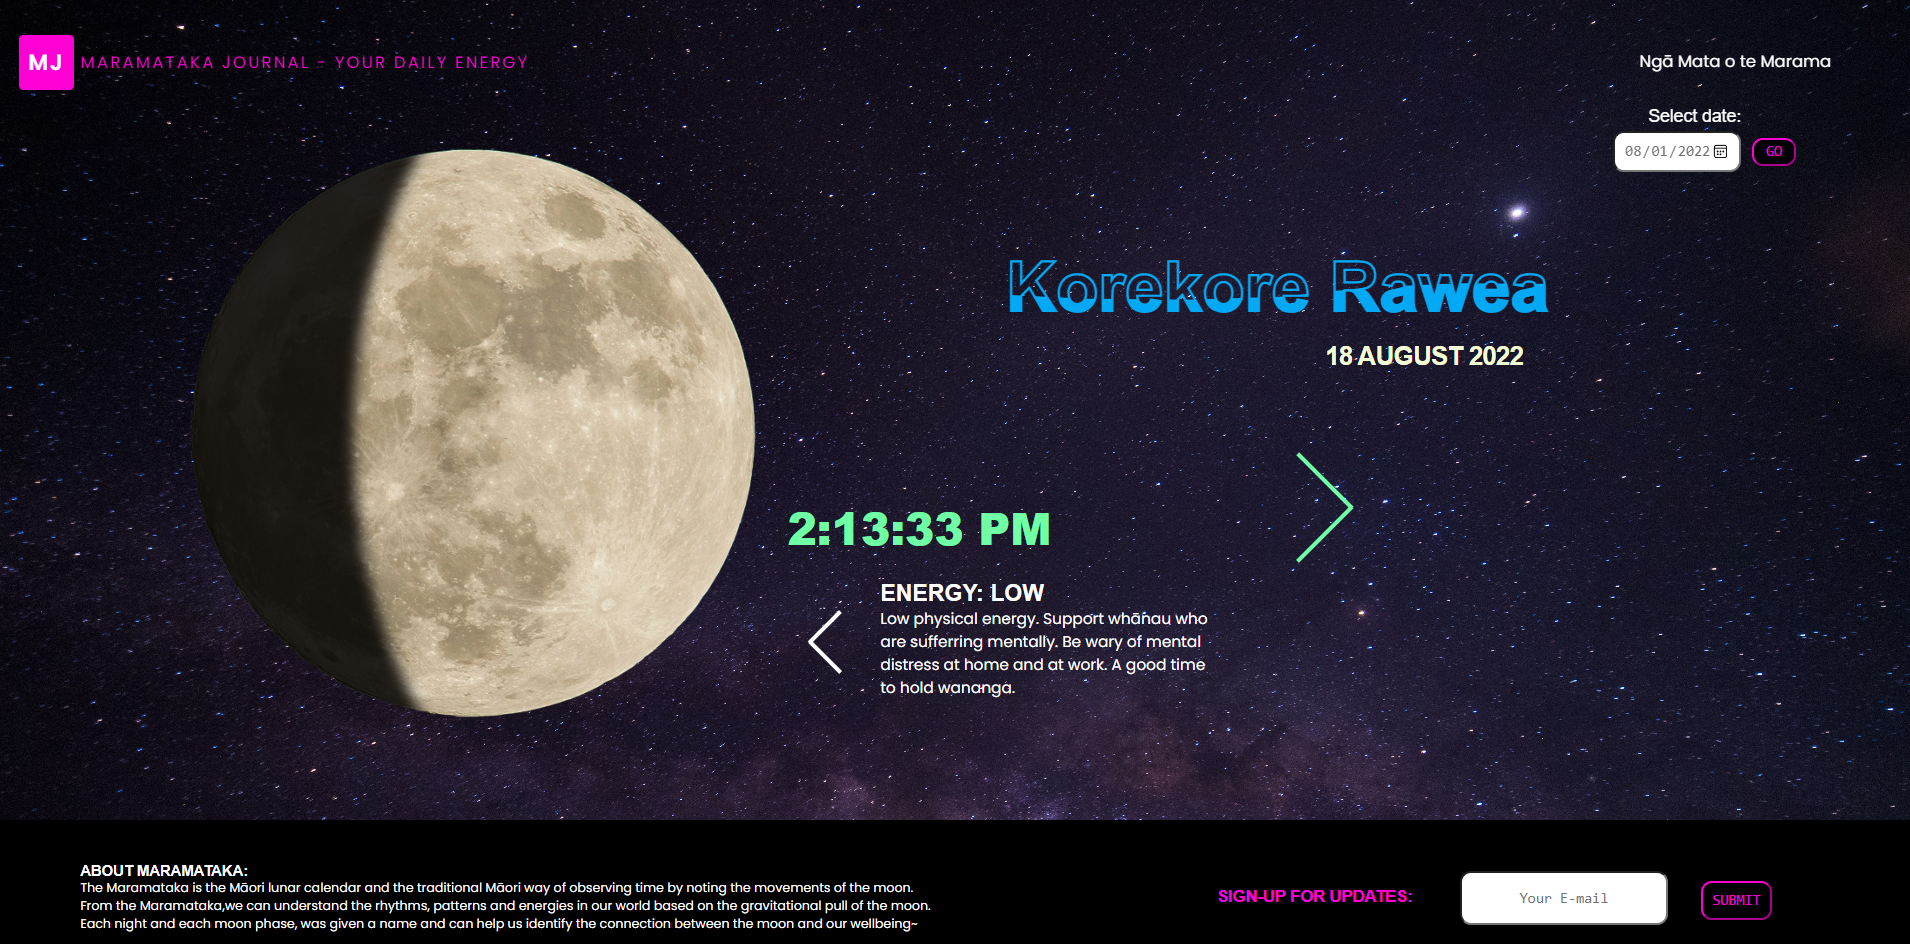 MJ MARAMATAKA JOURNAL - YOUR DAILY ENERGY
Ngā Mata o te Marama
Select date:
08/01/2022 GO
Korekore Rawea
18 AUGUST 2022
2:13:33 PM
ENERGY: LOW
Low physical energy. Support whānau who
are sufferring mentally. Be wary of mental
distress at home and at work. A good time
to hold wananga.
ABOUT MARAMATAKA:
The Maramataka is the Māori lunar calendar and the traditional Māori way of observing time by noting the movements of the moon.
From the Maramataka,we can understand the rhythms, patterns and energies in our world based on the gravitational pull of the moon.
Each night and each moon phase, was given a name and can help us identify the connection between the moon and our wellbeing~
SIGN-UP FOR UPDATES:
Your E-mail
SUBMIT